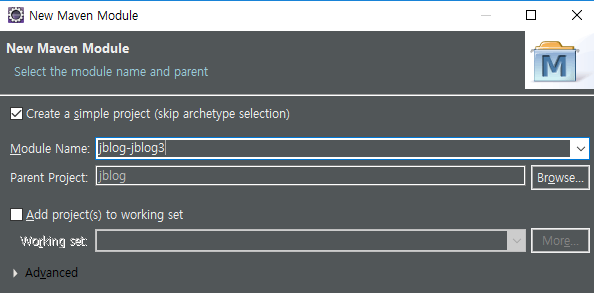 New Maven Module
New Maven Module
Select the module name and parent
M
Create a simple project (skip archetype selection)
Module Name: jblog-jblog3
Parent Project: jblog Browse...
Add project(s) to working set
Working set: More...
Advanced